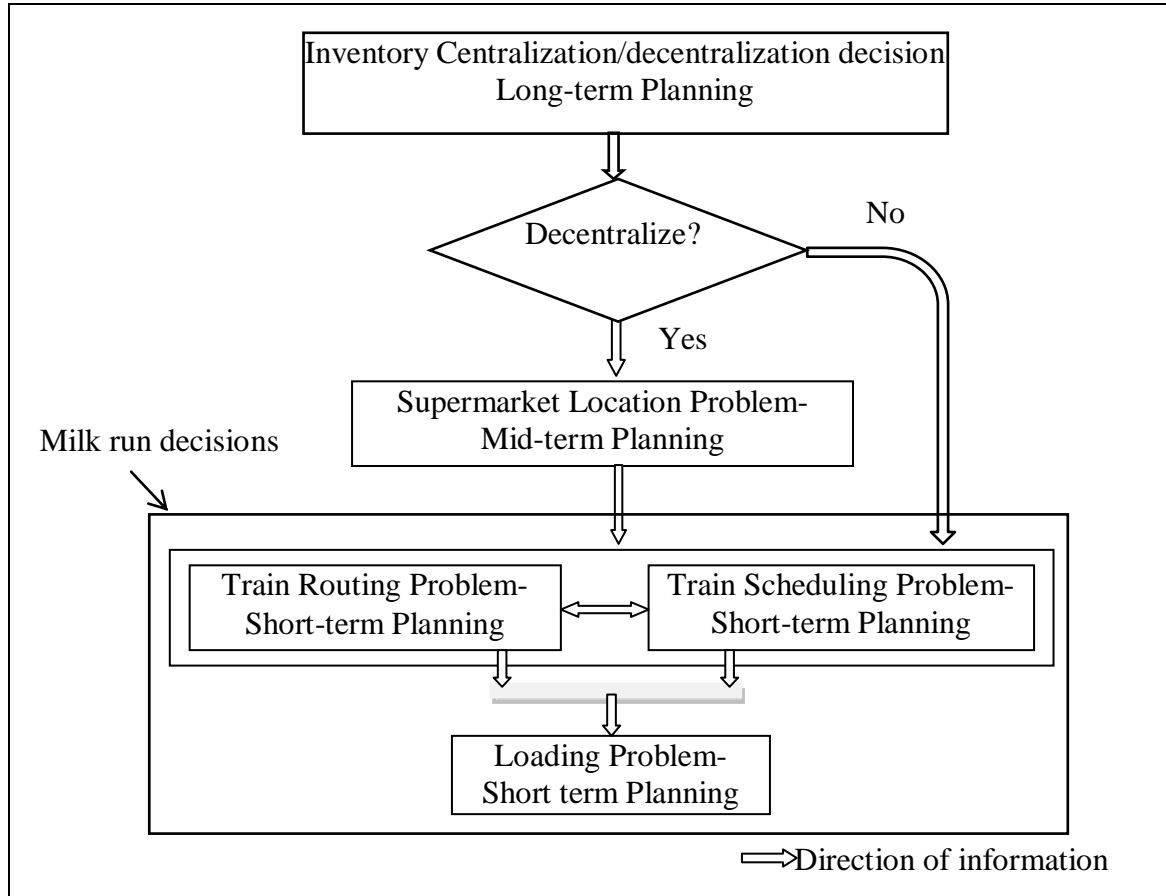 Inventory Centralization/decentralization decision
Long-term Planning
Decentralize?
No
Yes
Supermarket Location Problem-
Mid-term Planning
Milk run decisions
Train Routing Problem-
Short-term Planning
Train Scheduling Problem-
Short-term Planning
Loading Problem-
Short term Planning
Direction of information